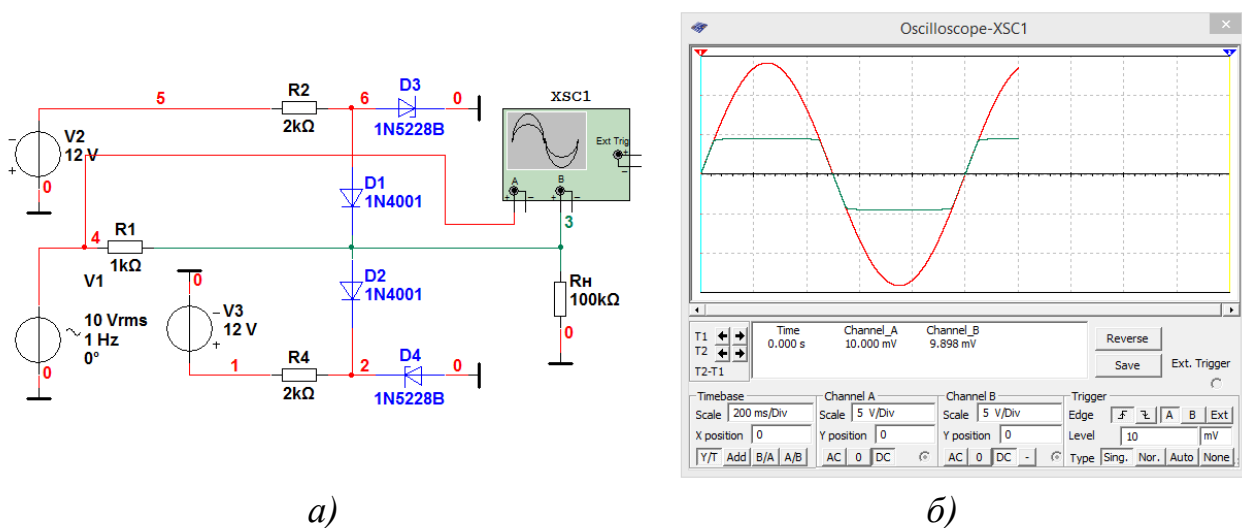 5
R2
2kΩ
6
D3
1N5228B
0
XSC1
Ext Trig
+
−
A
B
+ − + −
3
−
V2
12 V
+
0
D1
1N4001
4
R1
1kΩ
V1
10 Vrms
1 Hz
0°
0
0
−
V3
12 V
+
1
D2
1N4001
Rн
100kΩ
0
R4
2kΩ
2
D4
1N5228B
0
а)
Oscilloscope-XSC1
×
T1
T2
T2-T1
Time Channel_A Channel_B
0.000 s 10.000 mV 9.898 mV
Reverse
Save
Ext. Trigger
Timebase
Scale 200 ms/Div
X position 0
Y/T Add B/A A/B
Channel A
Scale 5 V/Div
Y position 0
AC 0 DC
Channel B
Scale 5 V/Div
Y position 0
AC 0 DC -
Trigger
Edge A B Ext
Level 10 mV
Type Sing. Nor. Auto None
б)